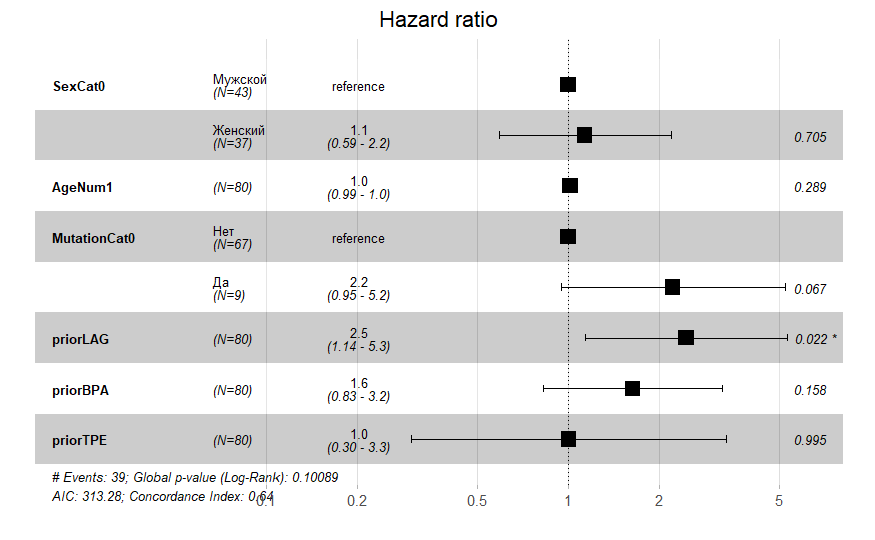 Hazard ratio
SexCat0
Мужской
(N=43)
reference
Женский
(N=37)
1.1
(0.59 - 2.2)
0.705
AgeNum1
(N=80)
1.0
(0.99 - 1.0)
0.289
MutationCat0
Нет
(N=67)
reference
Да
(N=9)
2.2
(0.95 - 5.2)
0.067
priorLAG
(N=80)
2.5
(1.14 - 5.3)
0.022 *
priorBPA
(N=80)
1.6
(0.83 - 3.2)
0.158
priorTPE
(N=80)
1.0
(0.30 - 3.3)
0.995
# Events: 39; Global p-value (Log-Rank): 0.10089
AIC: 313.28; Concordance Index: 0.64
0.1 0.2 0.5 1 2 5